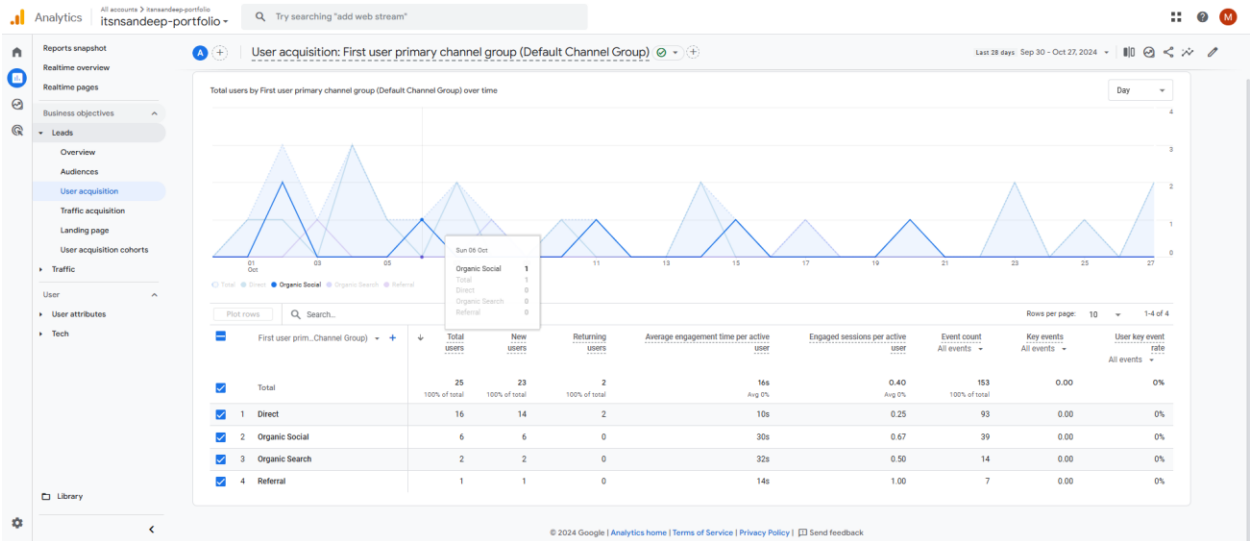 Analytics
All accounts > itsnsandeep-portfolio
itsnsandeep-portfolio
Try searching "add web stream"
M
Reports snapshot
Realtime overview
Realtime pages
Business objectives
Leads
Overview
Audiences
User acquisition
Traffic acquisition
Landing page
User acquisition cohorts
Traffic
User
User attributes
Tech
Library
A
User acquisition: First user primary channel group (Default Channel Group)
Last 28 days Sep 30 - Oct 27, 2024
Total users by First user primary channel group (Default Channel Group) over time
Day
4
3
2
1
0
01 03 05 11 13 15 17 19 21 23 25 27
Oct
Sun 06 Oct
Organic Social 1
Total 1
Direct 0
Organic Search 0
Referral 0
Total Direct Organic Social Organic Search Referral
Plot rows Search... Rows per page: 10 1-4 of 4
First user prim...Channel Group) Total users New users Returning users Average engagement time per active user Engaged sessions per active user Event count All events Key events All events User key event rate All events
Total 25 23 2 16s 0.40 153 0.00 0%
100% of total 100% of total 100% of total Avg 0% Avg 0% 100% of total
1 Direct 16 14 2 10s 0.25 93 0.00 0%
2 Organic Social 6 6 0 30s 0.67 39 0.00 0%
3 Organic Search 2 2 0 32s 0.50 14 0.00 0%
4 Referral 1 1 0 14s 1.00 7 0.00 0%
© 2024 Google | Analytics home | Terms of Service | Privacy Policy | Send feedback